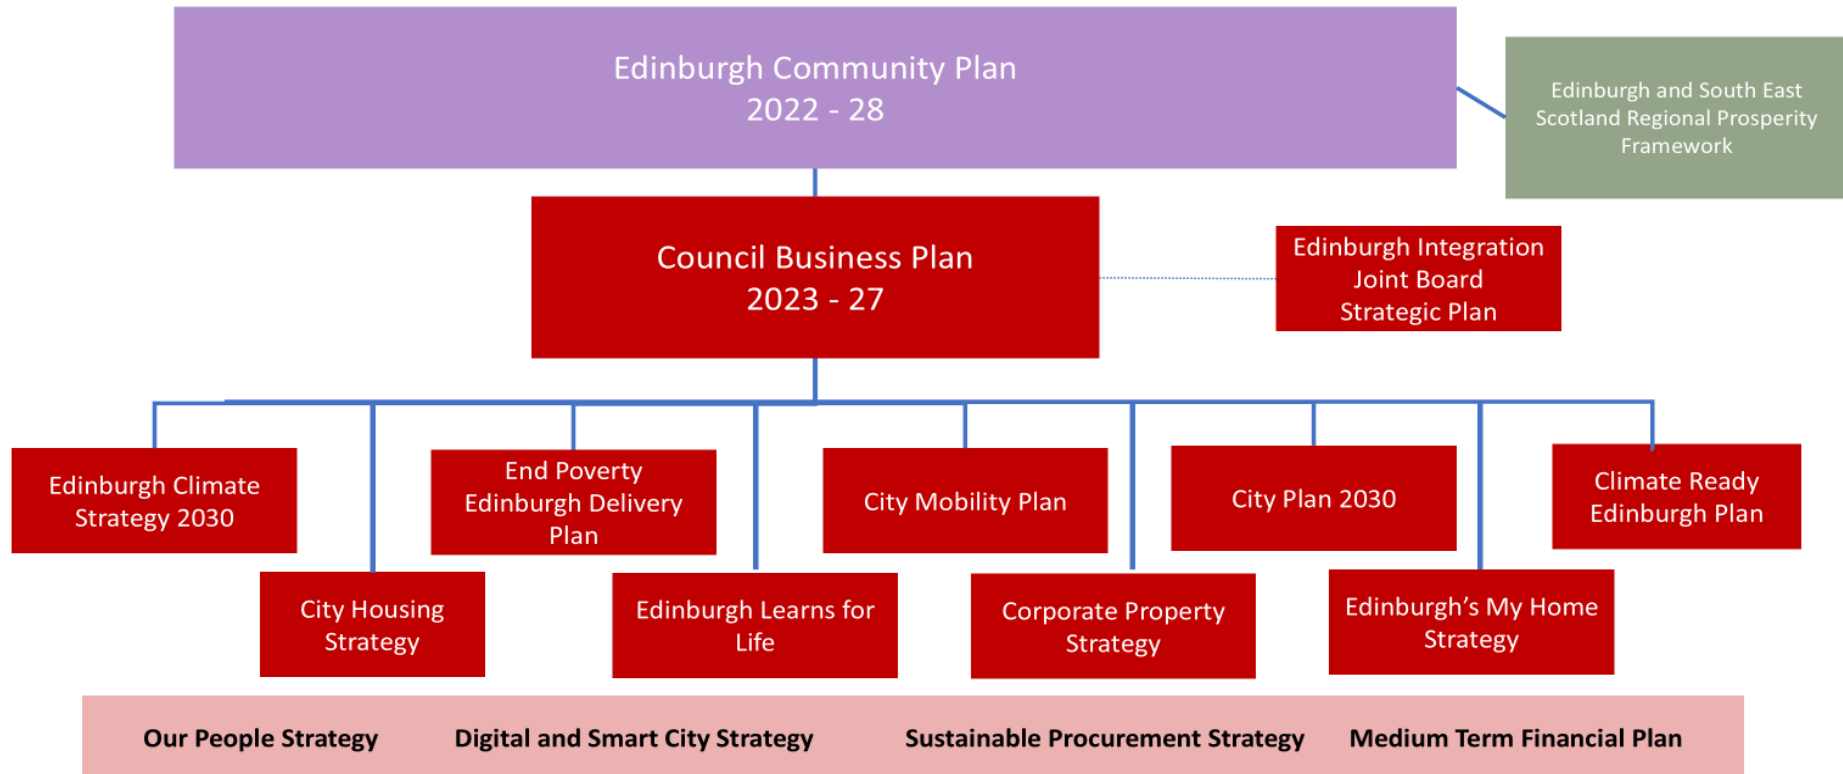 Edinburgh Community Plan
2022 - 28
Edinburgh and South East
Scotland Regional Prosperity
Framework
Council Business Plan
2023 - 27
Edinburgh Integration
Joint Board
Strategic Plan
Edinburgh Climate
Strategy 2030
End Poverty
Edinburgh Delivery
Plan
City Mobility Plan
City Plan 2030
Climate Ready
Edinburgh Plan
City Housing
Strategy
Edinburgh Learns for
Life
Corporate Property
Strategy
Edinburgh’s My Home
Strategy
Our People Strategy
Digital and Smart City Strategy
Sustainable Procurement Strategy
Medium Term Financial Plan